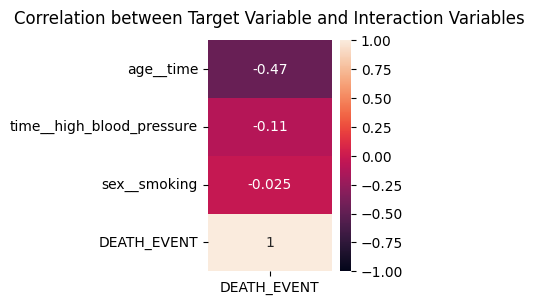 Correlation between Target Variable and Interaction Variables
age__time
-0.47
time__high_blood_pressure
-0.11
sex__smoking
-0.025
DEATH_EVENT
1
DEATH_EVENT
1.00
0.75
0.50
0.25
0.00
−0.25
−0.50
−0.75
−1.00